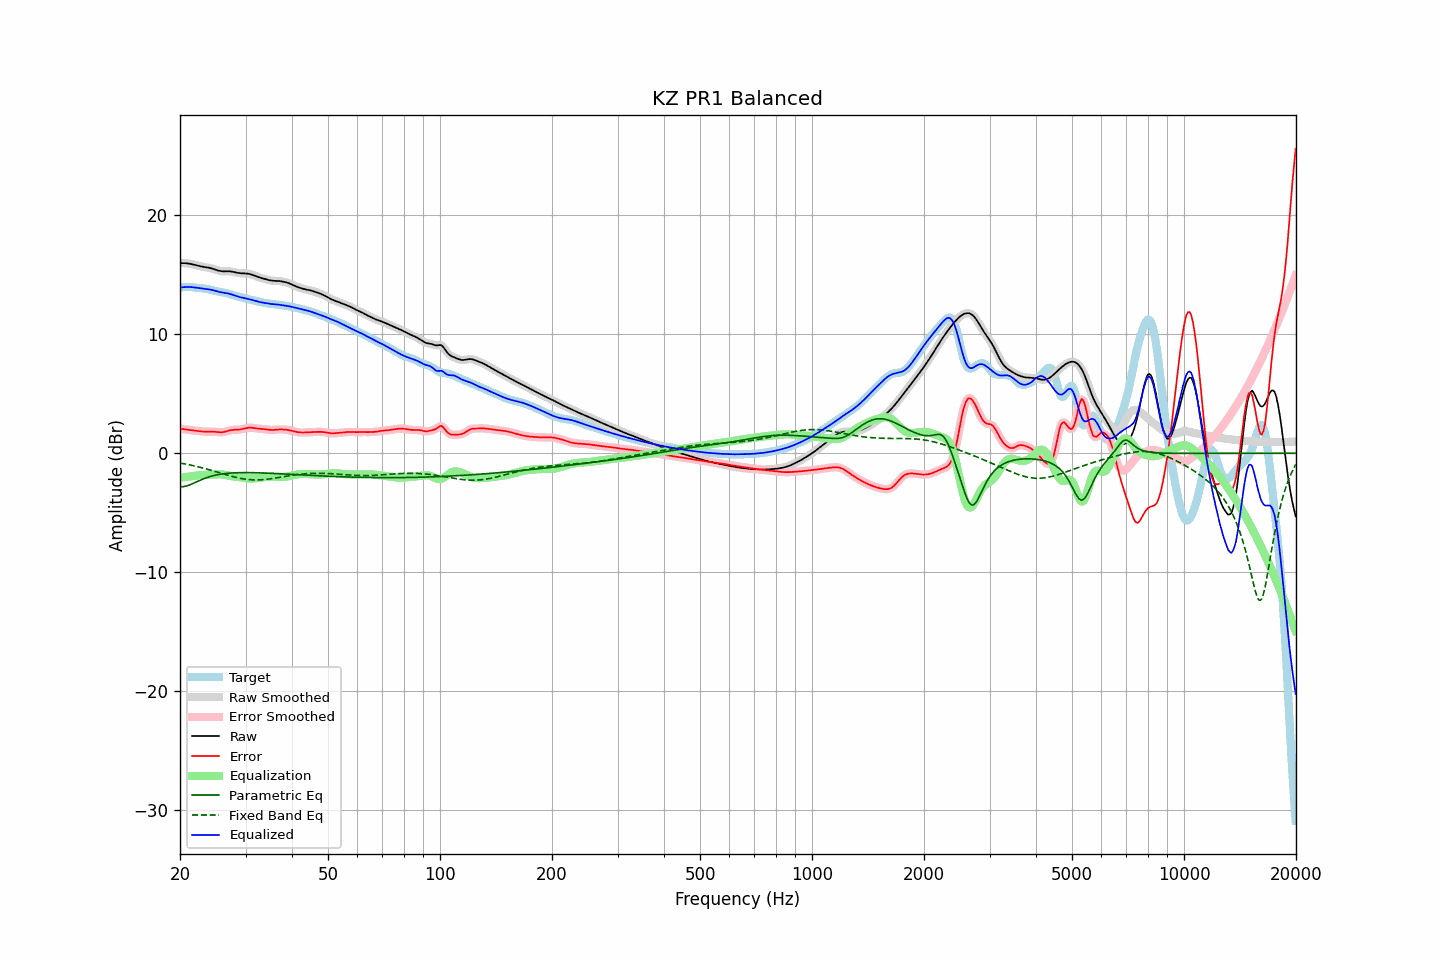 KZ PR1 Balanced
Amplitude (dBr)
20
10
0
−10
−20
−30
Target
Raw Smoothed
Error Smoothed
Raw
Error
Equalization
Parametric Eq
Fixed Band Eq
Equalized
20 50 100 200 500 1000 2000 5000 10000 20000
Frequency (Hz)